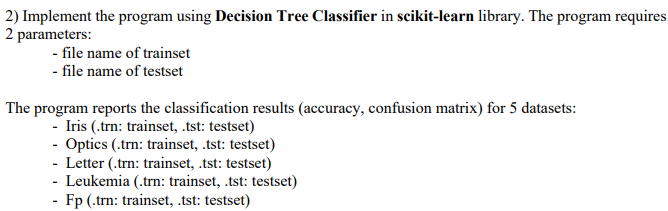 2) Implement the program using Decision Tree Classifier in scikit-learn library. The program requires
2 parameters:
- file name of trainset
- file name of testset
The program reports the classification results (accuracy, confusion matrix) for 5 datasets:
- Iris (.trn: trainset, .tst: testset)
- Optics (.trn: trainset, .tst: testset)
- Letter (.trn: trainset, .tst: testset)
- Leukemia (.trn: trainset, .tst: testset)
- Fp (.trn: trainset, .tst: testset)